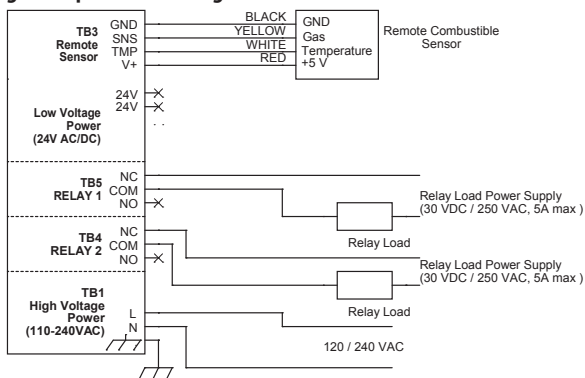 TB3
Remote
Sensor
GND
SNS
TMP
V+
BLACK
YELLOW
WHITE
RED
GND
Gas
Temperature
+5 V
Remote Combustible
Sensor
24V
24V
Low Voltage
Power
(24V AC/DC)
TB5
RELAY 1
NC
COM
NO
Relay Load Power Supply
(30 VDC / 250 VAC, 5A max )
Relay Load
TB4
RELAY 2
NC
COM
NO
Relay Load Power Supply
(30 VDC / 250 VAC, 5A max )
Relay Load
TB1
High Voltage
Power
(110-240VAC)
L
N
120 / 240 VAC